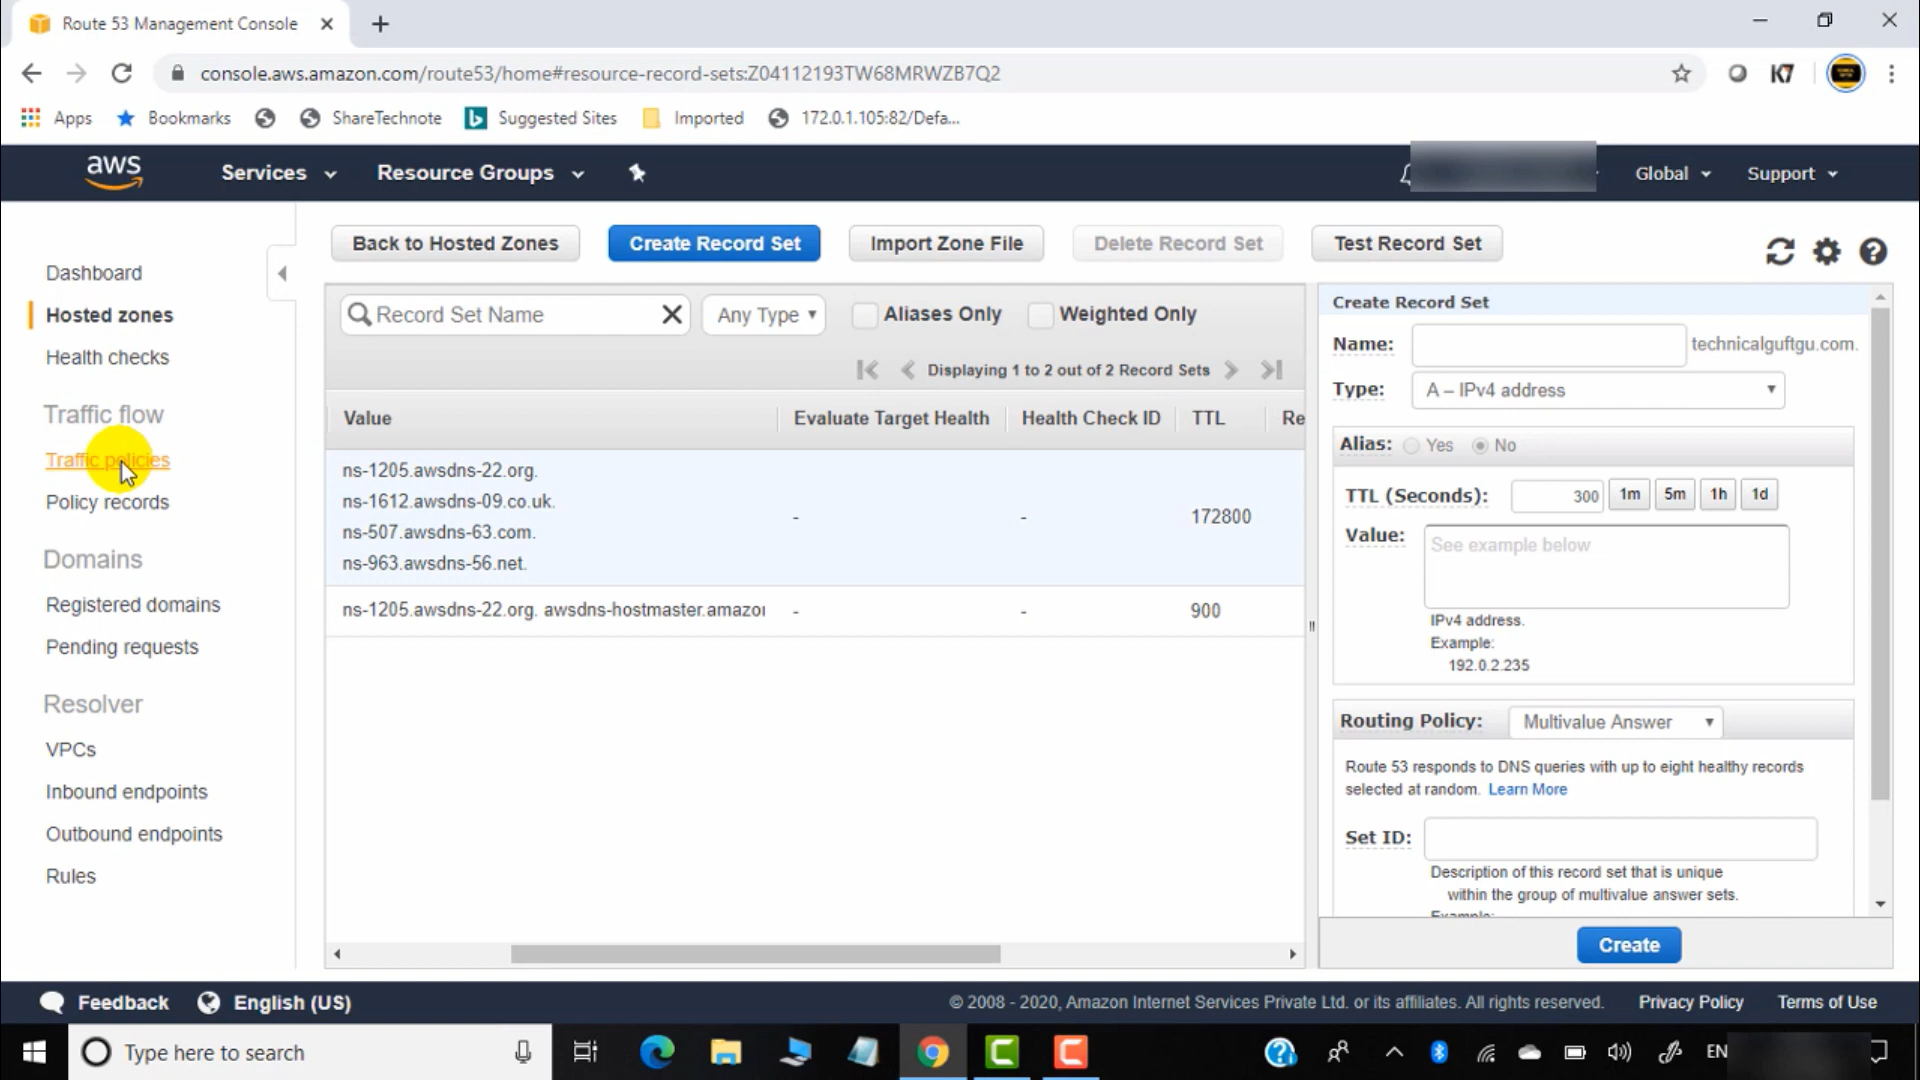 Route 53 Management Console
console.aws.amazon.com/route53/home#resource-record-sets:Z04112193TW68MRWZB7Q2
K7
Apps
Bookmarks
ShareTechnote
Suggested Sites
Imported
172.0.1.105:82/Defa...
aws
Services
Resource Groups
Global
Support
Dashboard
Hosted zones
Health checks
Traffic flow
Traffic policies
Policy records
Domains
Registered domains
Pending requests
Resolver
VPCs
Inbound endpoints
Outbound endpoints
Rules
Back to Hosted Zones
Create Record Set
Import Zone File
Delete Record Set
Test Record Set
Record Set Name
Any Type
Aliases Only
Weighted Only
Displaying 1 to 2 out of 2 Record Sets
Value
Evaluate Target Health
Health Check ID
TTL
Re
ns-1205.awsdns-22.org.
ns-1612.awsdns-09.co.uk.
ns-507.awsdns-63.com.
ns-963.awsdns-56.net.
-
-
172800
ns-1205.awsdns-22.org. awsdns-hostmaster.amazo
-
-
900
Create Record Set
Name:
technicalguftgu.com.
Type:
A – IPv4 address
Alias:
Yes
No
TTL (Seconds):
300
1m
5m
1h
1d
Value:
See example below
IPv4 address.
Example:
192.0.2.235
Routing Policy:
Multivalue Answer
Route 53 responds to DNS queries with up to eight healthy records
selected at random. Learn More
Set ID:
Description of this record set that is unique
within the group of multivalue answer sets.
Example:
Create
Feedback
English (US)
© 2008 - 2020, Amazon Internet Services Private Ltd. or its affiliates. All rights reserved.
Privacy Policy
Terms of Use
Type here to search
EN